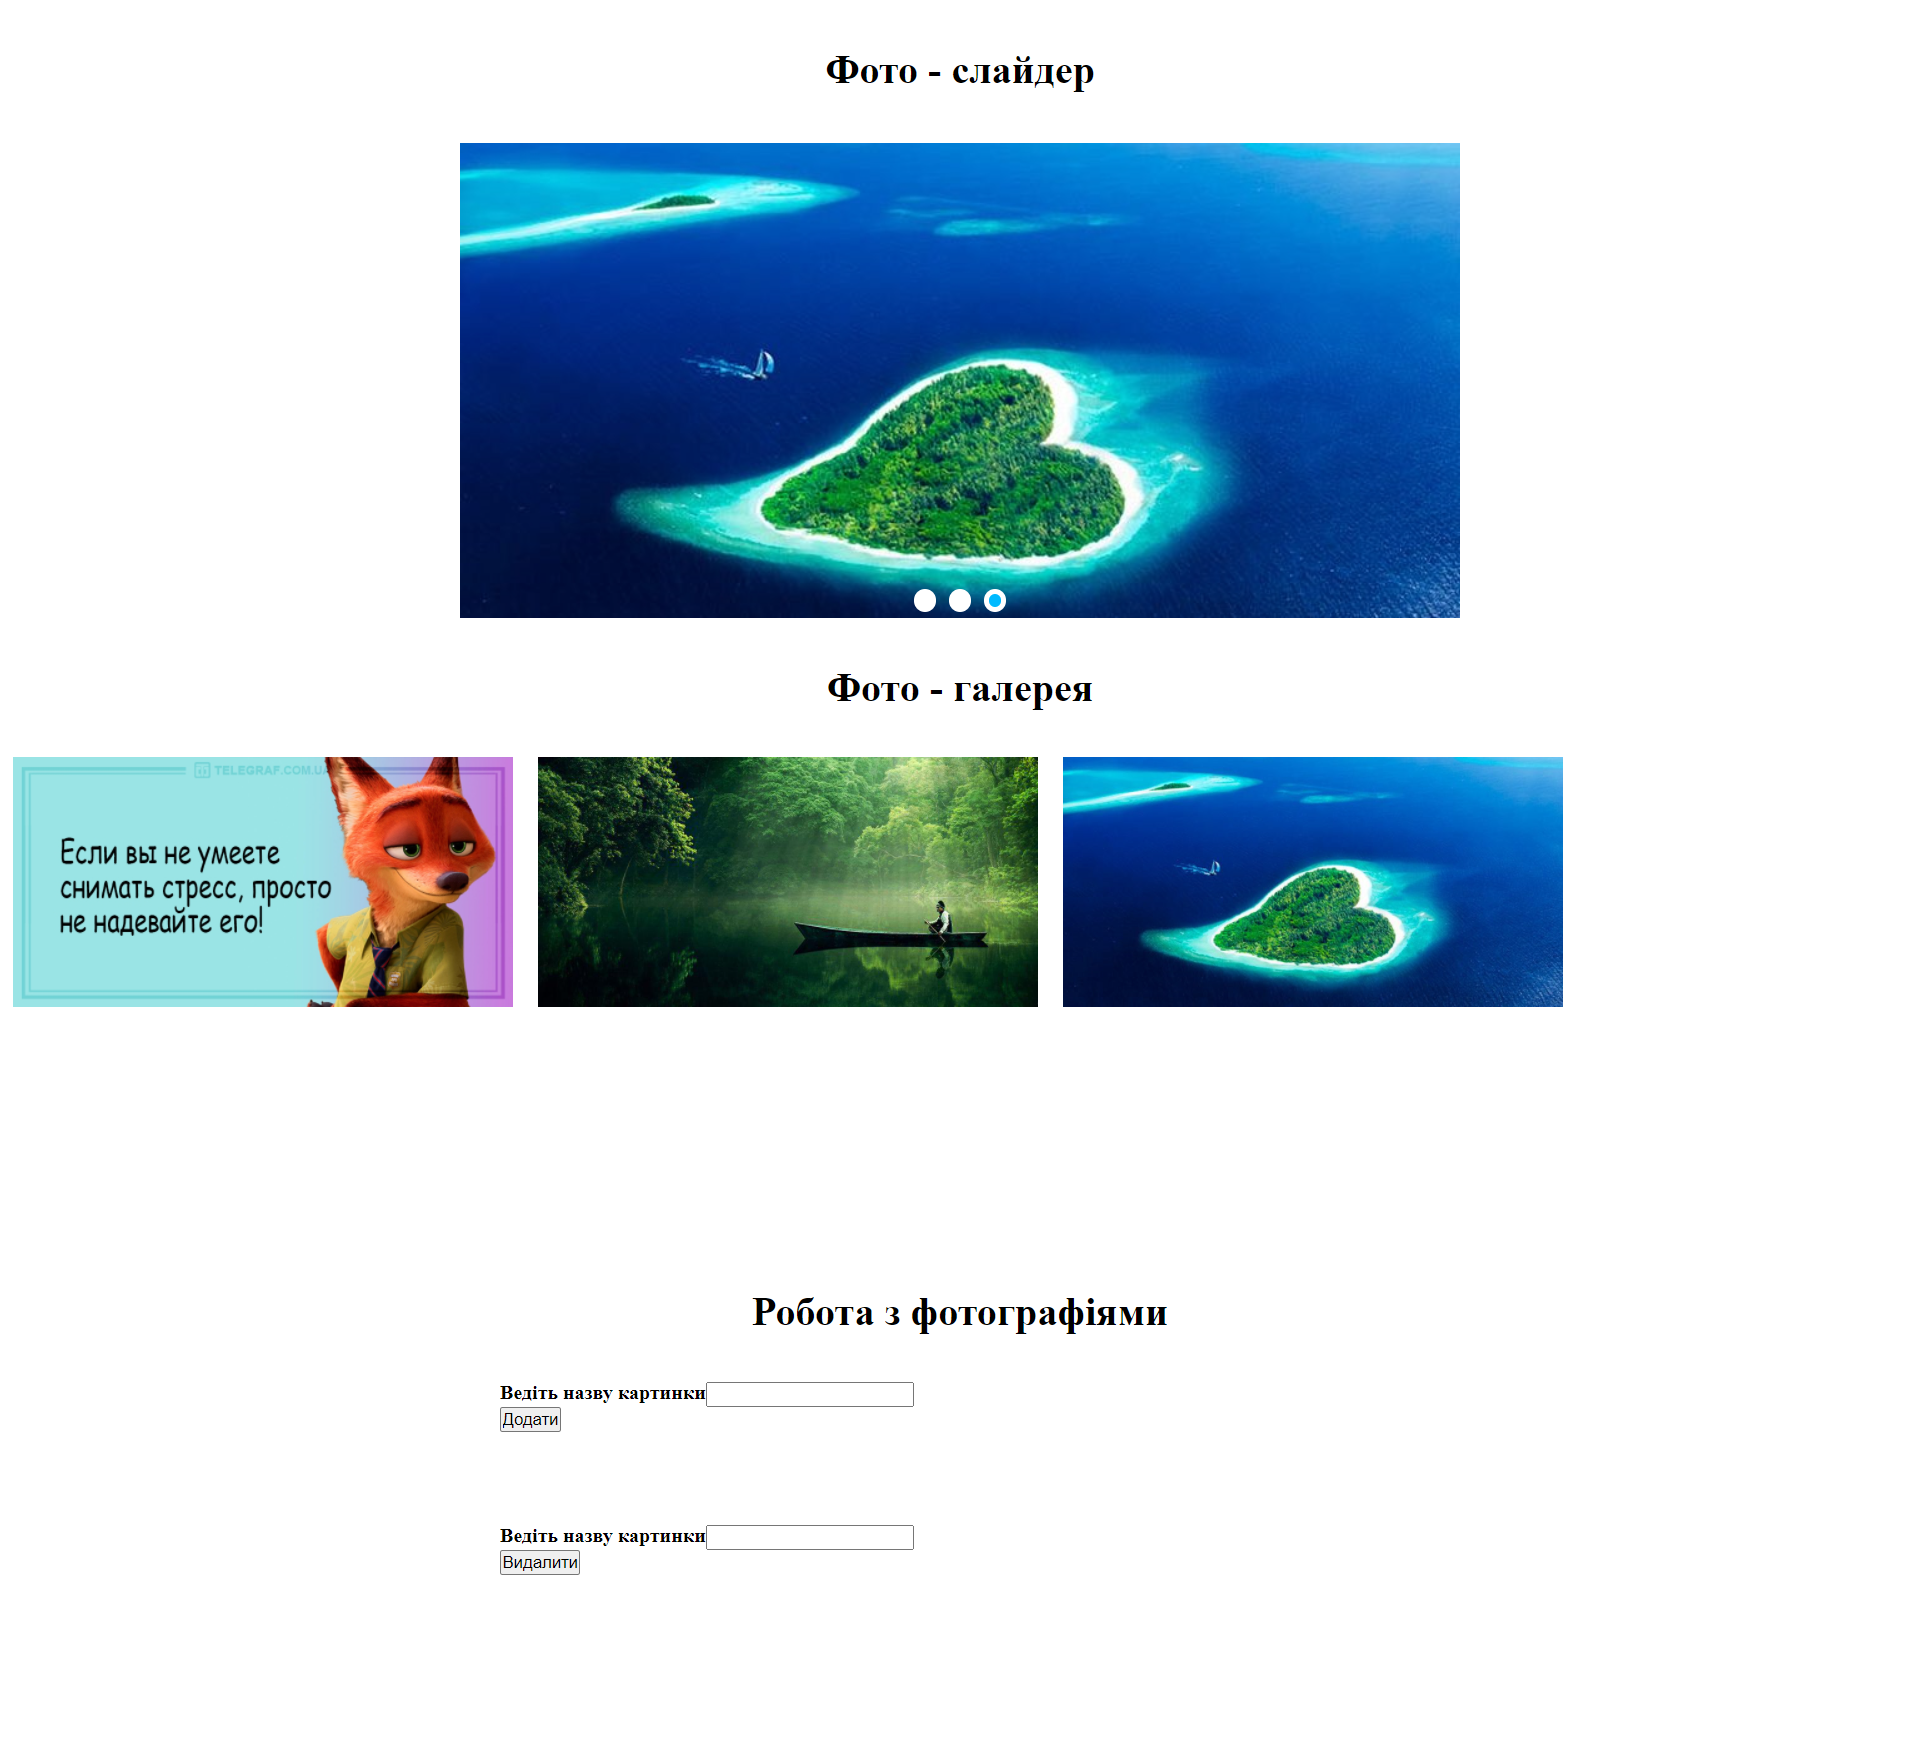 Фото - слайдер
Фото - галерея
TELEGRAF.COM.UA
Если вы не умеете
снимать стресс, просто
не надевайте его!
Робота з фотографіями
Ведіть назву картинки
Додати
Ведіть назву картинки
Видалити